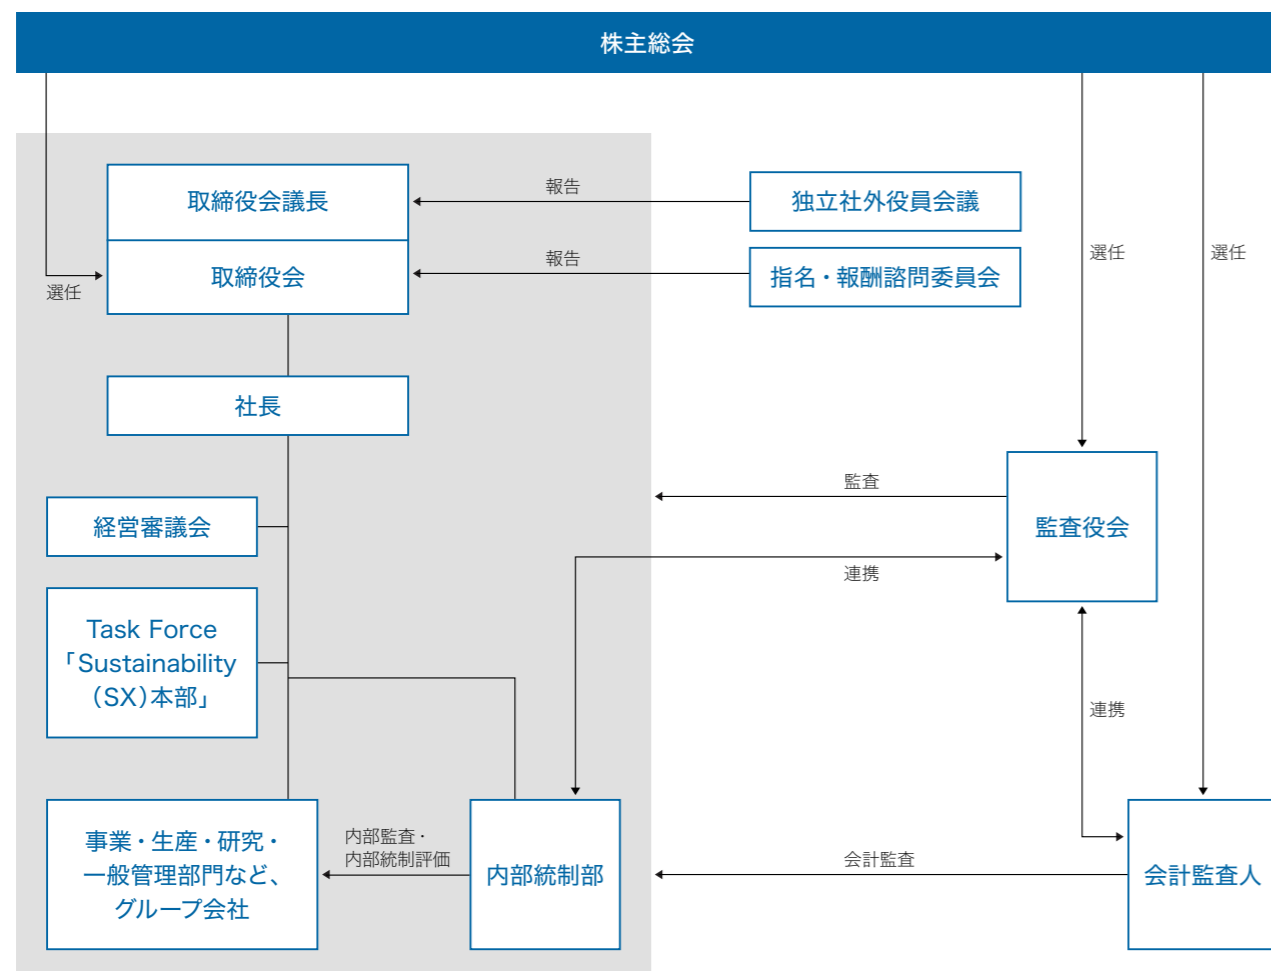 株主総会
取締役会議長
報告
独立社外役員会議
取締役会
報告
指名・報酬諮問委員会
選任
選任
選任
社長
経営審議会
監査
監査役会
連携
Task Force
「Sustainability
（SX）本部」
連携
事業・生産・研究・
一般管理部門など、
グループ会社
内部監査・
内部統制評価
内部統制部
会計監査
会計監査人